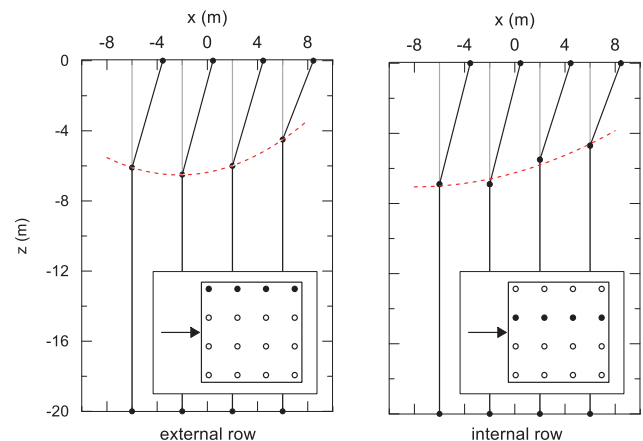 x (m)
x (m)
-8 -4 0 4 8
-8 -4 0 4 8
0
-4
-8
-12
-16
-20
z (m)
external row
internal row